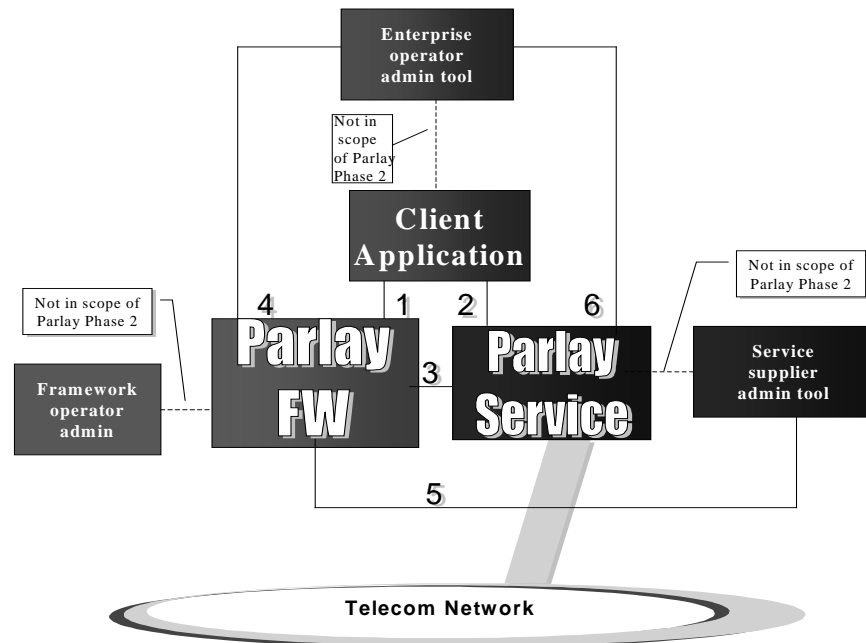 Enterprise
operator
admin tool
Not in
scope
of Parlay
Phase 2
Client
Application
Not in scope of
Parlay Phase 2
Not in scope of
Parlay Phase 2
4
1
2
6
Parlay
FW
3
Parlay
Service
Framework
operator
admin
Service
supplier
admin tool
5
Telecom Network